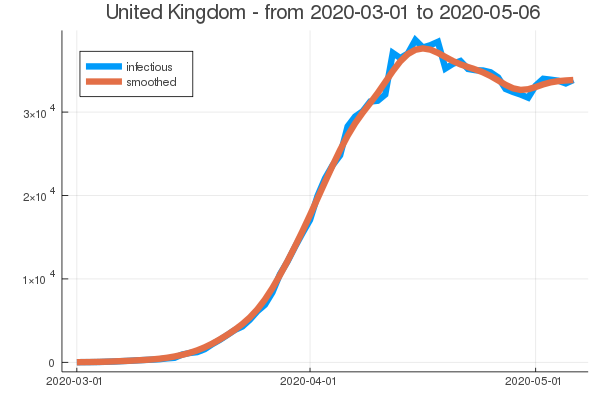 United Kingdom - from 2020-03-01 to 2020-05-06
infectious
smoothed
3×10⁴
2×10⁴
1×10⁴
0
2020-03-01 2020-04-01 2020-05-01